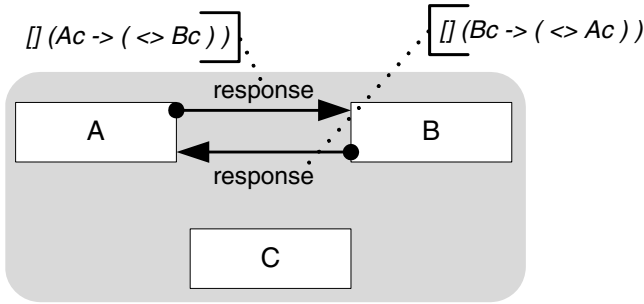 [] (Ac -> ( <> Bc ) )
[] (Bc -> ( <> Ac ) )
response
A
B
response
C